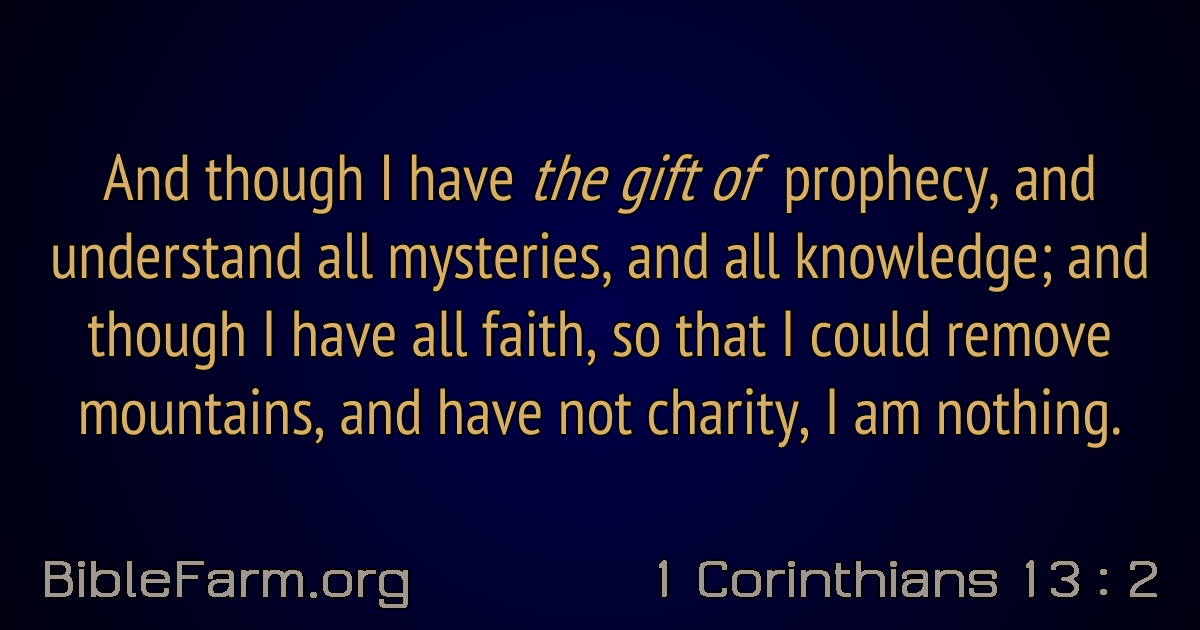 And though I have the gift of prophecy, and
understand all mysteries, and all knowledge; and
though I have all faith, so that I could remove
mountains, and have not charity, I am nothing.
BibleFarm.org
1 Corinthians 13 : 2